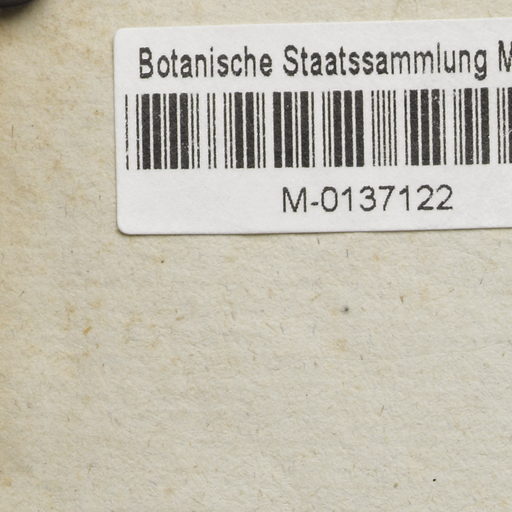 Botanische Staatssammlung M
M-0137122